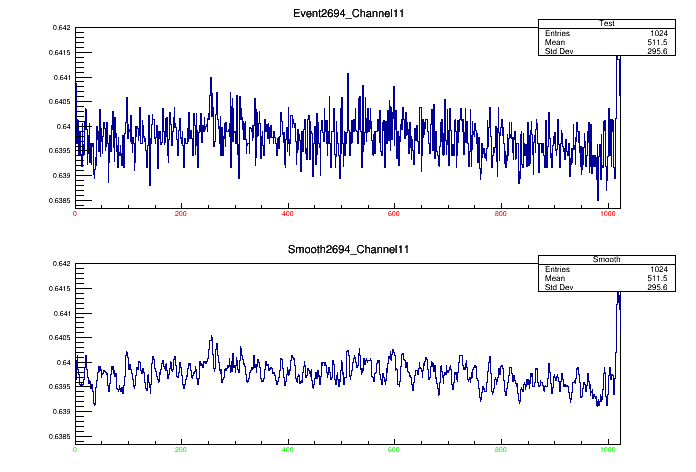 Event2694_Channel11
Test
Entries 1024
Mean 511.5
Std Dev 295.6
0.642
0.6415
0.641
0.6405
0.64
0.6395
0.639
0.6385
0 200 400 600 800 1000
Smooth2694_Channel11
Smooth
Entries 1024
Mean 511.5
Std Dev 295.6
0.642
0.6415
0.641
0.6405
0.64
0.6395
0.639
0.6385
0 200 400 600 800 1000